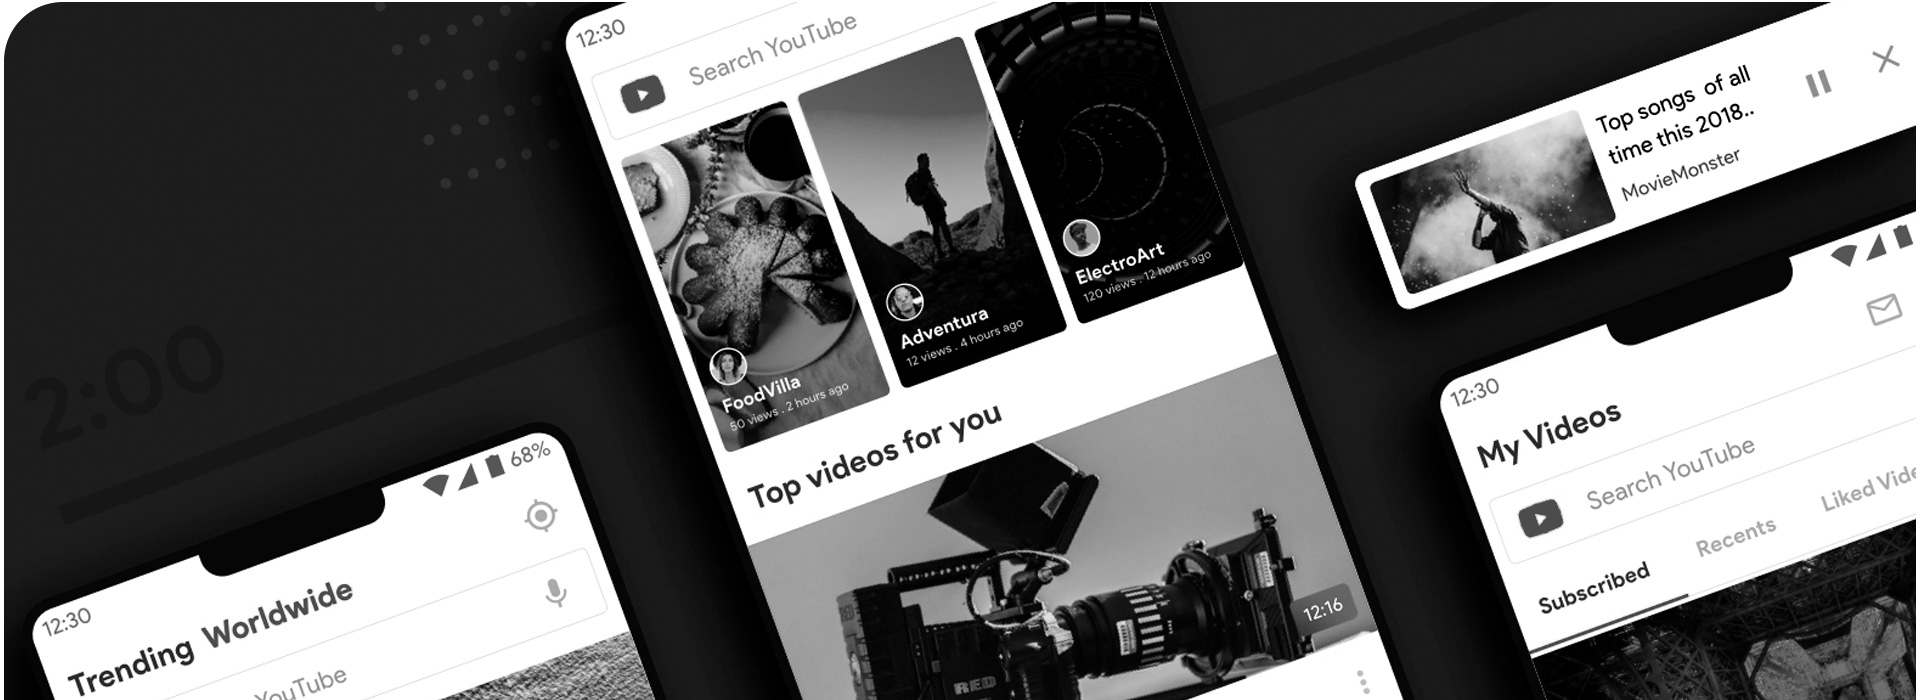 2:00
12:30
68%
Trending Worldwide
YouTube
12:30
Search YouTube
FoodVilla
50 views . 2 hours ago
Adventura
12 views . 4 hours ago
ElectroArt
120 views . 12 hours ago
Top videos for you
RED
12:16
Top songs of all
time this 2018..
MovieMonster
12:30
My Videos
Search YouTube
Subscribed
Recents
Liked Vide